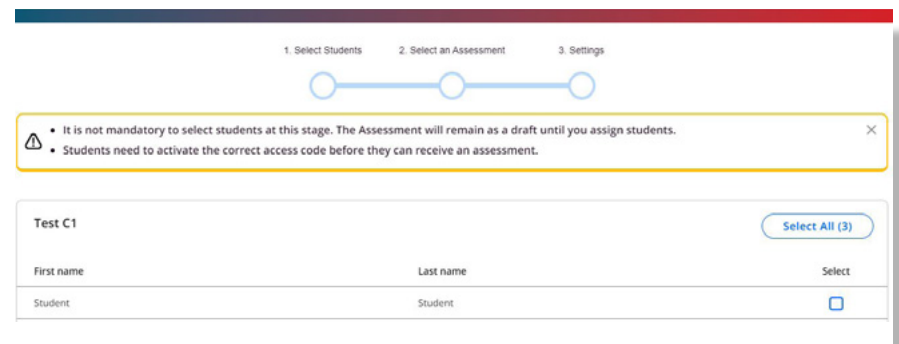 1. Select Students 2. Select an Assessment 3. Settings
• It is not mandatory to select students at this stage. The Assessment will remain as a draft until you assign students.
• Students need to activate the correct access code before they can receive an assessment.
Test C1 Select All (3)
First name Last name Select
Student Student